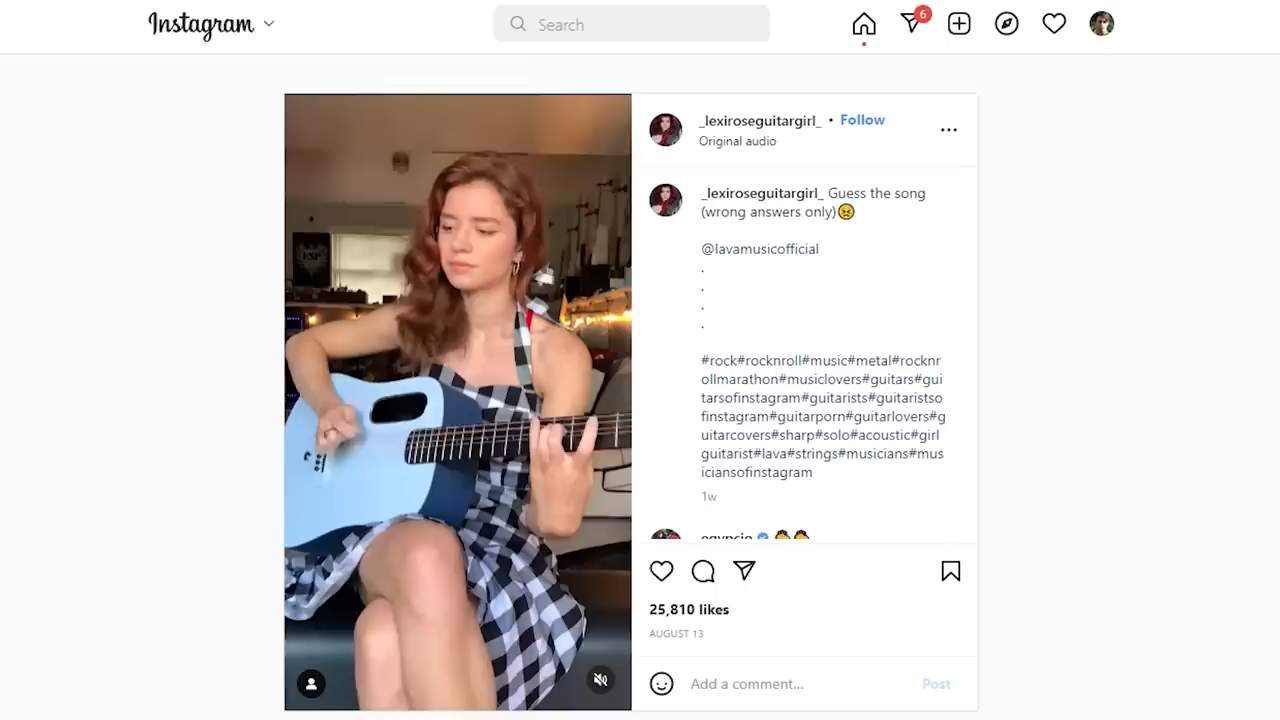 Instagram
Search
6
_lexiroseguitargirl_ • Follow
Original audio
_lexiroseguitargirl_ Guess the song
(wrong answers only)😣
@lavamusicofficial
.
.
.
.
#rock#rocknroll#music#metal#rocknr
ollmarathon#musiclovers#guitars#gui
tarsofinstagram#guitarists#guitaristso
finstagram#guitarporn#guitarlovers#g
uitarcovers#sharp#solo#acoustic#girl
guitarist#lava#strings#musicians#mus
iciansofinstagram
1w
25,810 likes
AUGUST 13
Add a comment...
Post
ESP